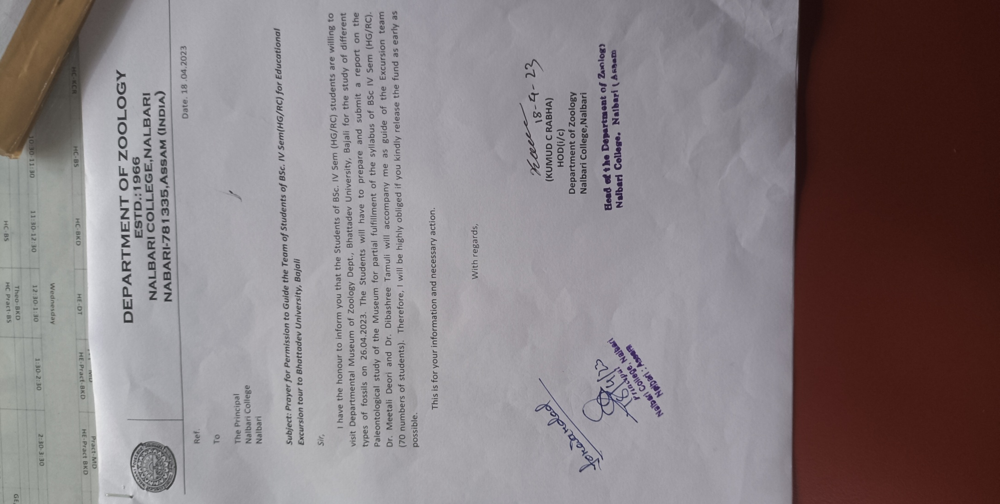 HC-BS
HC Pract-BS
Theo-BKD
GE
10:30-11:30
11:30-12:30
12:30-1:30
1:30-2:30
2:30-3:30
Wednesday
HC-KCR
HC-BS
HC-BKD
HE-DT
HE-Pract-BKD
HE-Pract BKD
Pract-MD
NALBARI COLLEGE
DEPARTMENT OF ZOOLOGY
ESTD.:1966
NALBARI COLLEGE,NALBARI
NABARI-781335,ASSAM (INDIA)
Ref.
Date. 18 .04.2023
To
The Principal
Nalbari College
Nalbari
Subject: Prayer for Permission to Guide the Team of Students of BSc. IV Sem(HG/RC) for Educational
Excursion tour to Bhattadev University, Bajali
Sir,
I have the honour to inform you that the Students of BSc. IV Sem (HG/RC) students are willing to
visit Departmental Museum of Zoology Dept., Bhattadev University, Bajali for the study of different
types of fossils on 26.04.2023. The Students will have to prepare and submit a report on the
Paleontological study of the Museum for partial fulfillment of the syllabus of BSc IV Sem (HG/RC).
Dr. Meetali Deori and Dr. Dibashree Tamuli will accompany me as guide of the Excursion team
(70 numbers of students). Therefore, I will be highly obliged if you kindly release the fund as early as
possible.
This is for your information and necessary action.
With regards,
18-4-23
(KUMUD C RABHA)
HOD(i/c)
Department of Zoology
Nalbari College,Nalbari
Head of the Department of Zoology
Nalbari College. Nalbari (Assam
Forwarded
18/4/23
Principal
Nalbari College, Nalbari
Nalbari : Assam